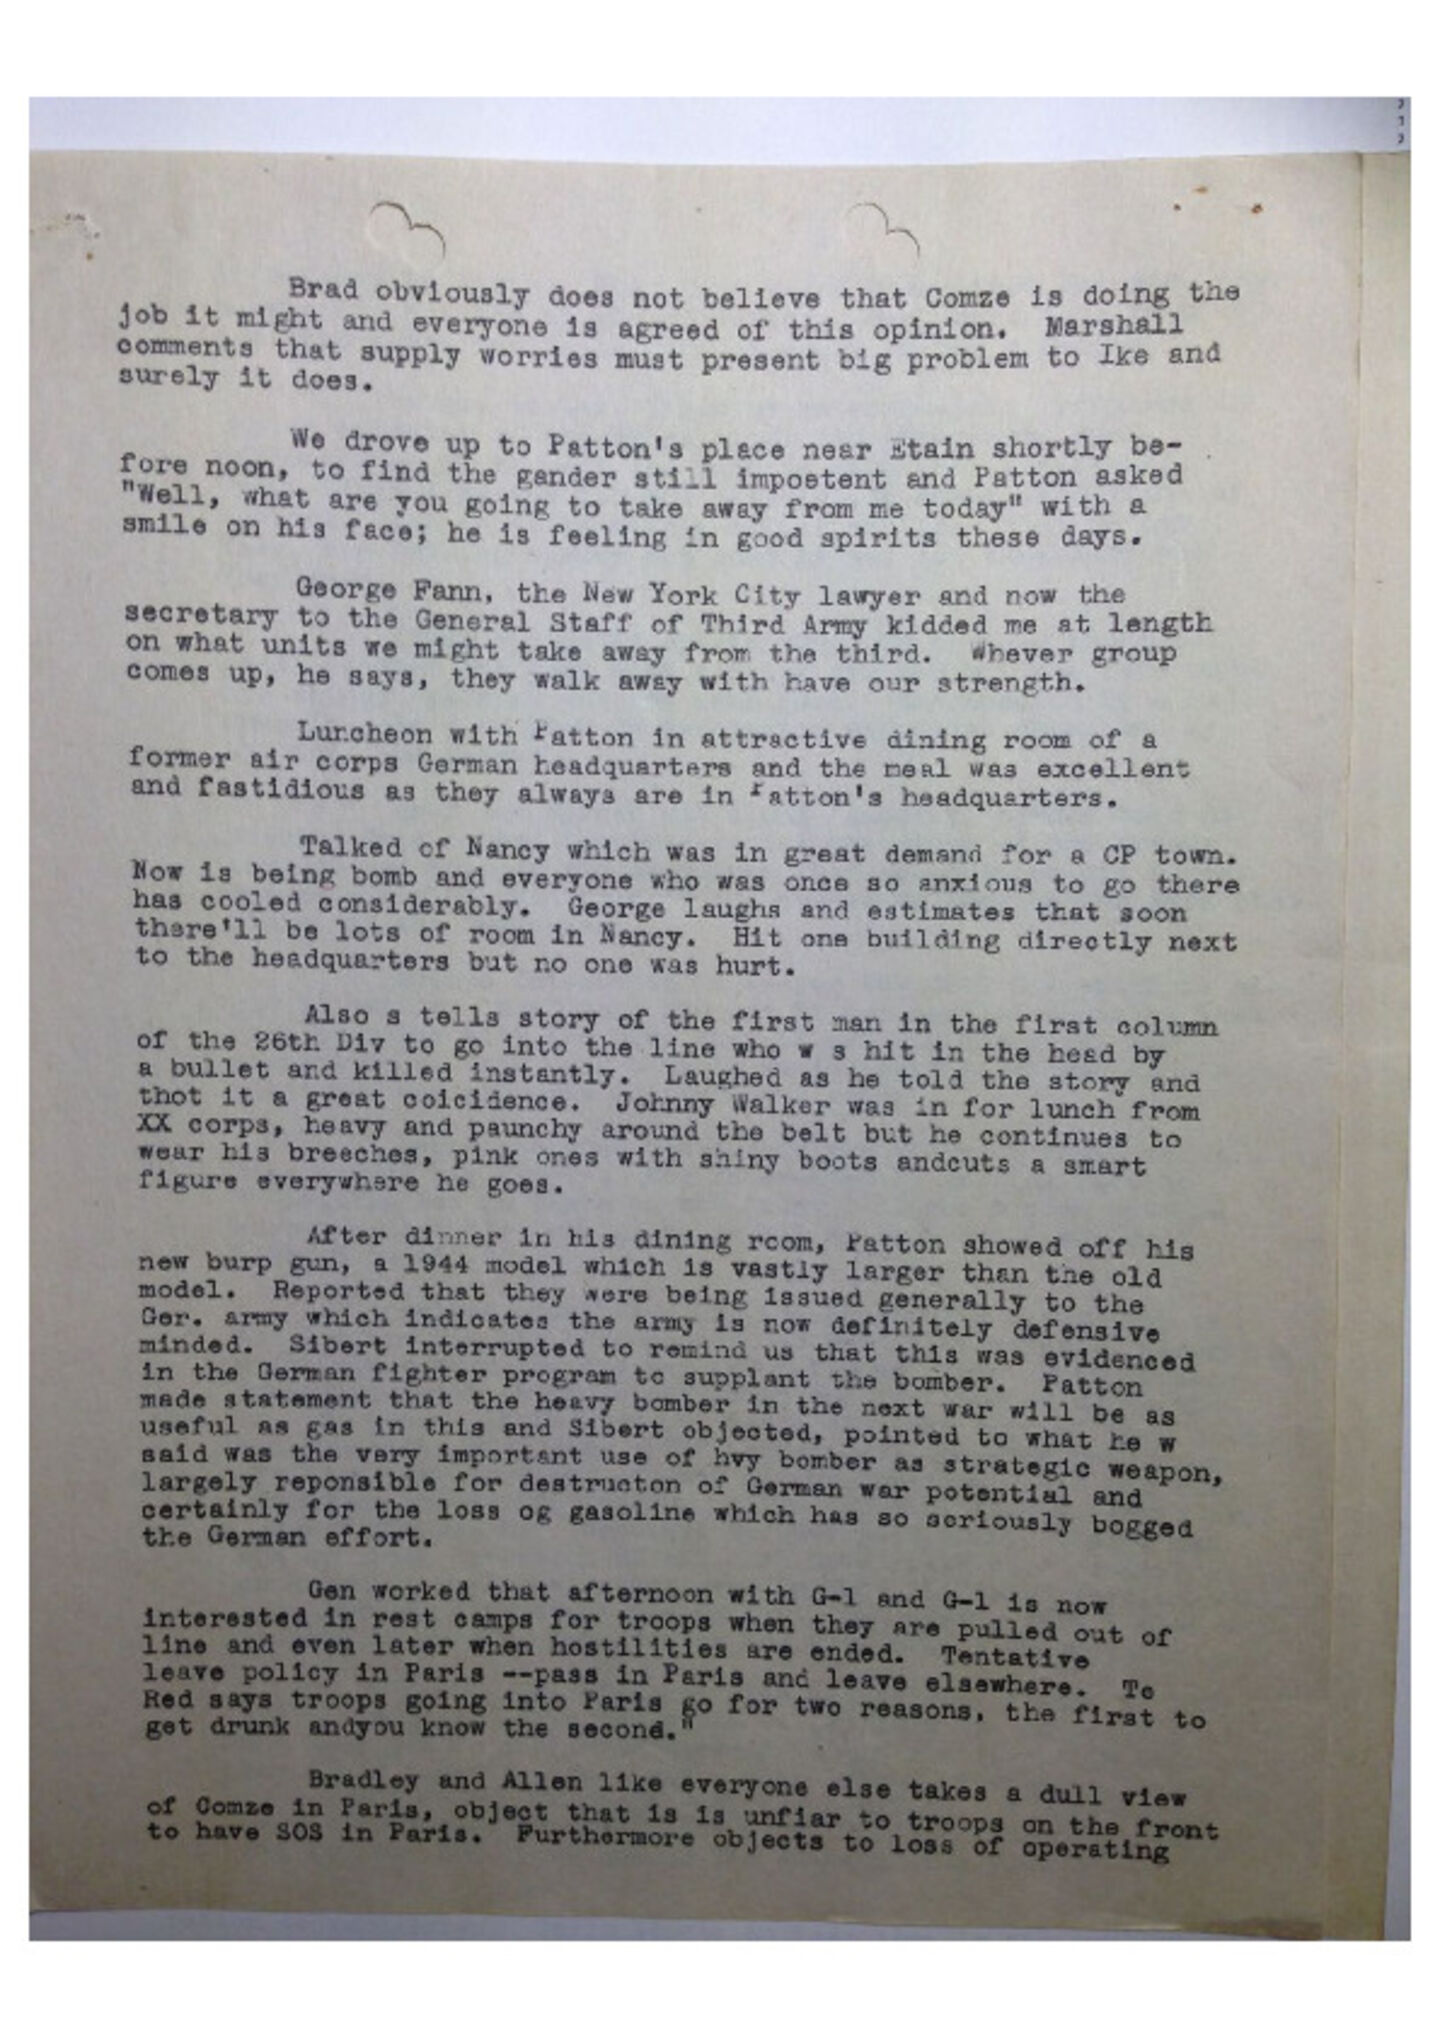 Brad obviously does not believe that Comze is doing the
job it might and everyone is agreed of this opinion. Marshall
comments that supply worries must present big problem to Ike and
surely it does.
We drove up to Patton's place near Etain shortly be-
fore noon, to find the gander still impoetent and Patton asked
"Well, what are you going to take away from me today" with a
smile on his face; he is feeling in good spirits these days.
George Fann, the New York City lawyer and now the
secretary to the General Staff of Third Army kidded me at length
on what units we might take away from the third. Whever group
comes up, he says, they walk away with have our strength.
Luncheon with Patton in attractive dining room of a
former air corps German headquarters and the meal was excellent
and fastidious as they always are in Patton's headquarters.
Talked of Nancy which was in great demand for a CP town.
Now is being bomb and everyone who was once so anxious to go there
has cooled considerably. George laughs and estimates that soon
there'll be lots of room in Nancy. Hit one building directly next
to the headquarters but no one was hurt.
Also s tells story of the first man in the first column
of the 26th Div to go into the line who w s hit in the head by
a bullet and killed instantly. Laughed as he told the story and
thot it a great coicidence. Johnny Walker was in for lunch from
XX corps, heavy and paunchy around the belt but he continues to
wear his breeches, pink ones with shiny boots andcuts a smart
figure everywhere he goes.
After dinner in his dining room, Patton showed off his
new burp gun, a 1944 model which is vastly larger than the old
model. Reported that they were being issued generally to the
Ger. army which indicates the army is now definitely defensive
minded. Sibert interrupted to remind us that this was evidenced
in the German fighter program to supplant the bomber. Patton
made statement that the heavy bomber in the next war will be as
useful as gas in this and Sibert objected, pointed to what he w
said was the very important use of hvy bomber as strategic weapon,
largely reponsible for destructon of German war potential and
certainly for the loss og gasoline which has so seriously bogged
the German effort.
Gen worked that afternoon with G-1 and G-1 is now
interested in rest camps for troops when they are pulled out of
line and even later when hostilities are ended. Tentative
leave policy in Paris --pass in Paris and leave elsewhere. Te
Red says troops going into Paris go for two reasons, the first to
get drunk andyou know the second."
Bradley and Allen like everyone else takes a dull view
of Comze in Paris, object that is is unfiar to troops on the front
to have SOS in Paris. Furthermore objects to loss of operating